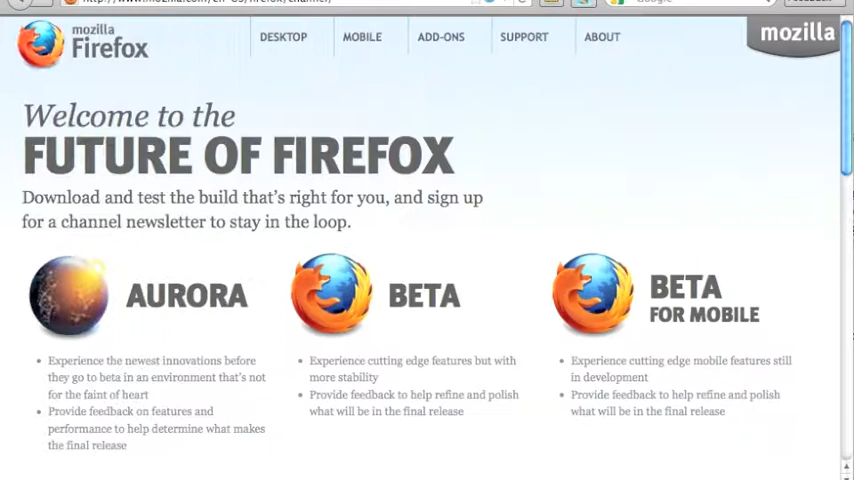 mozilla
Firefox
DESKTOP
MOBILE
ADD-ONS
SUPPORT
ABOUT
mozilla
Welcome to the
FUTURE OF FIREFOX
Download and test the build that's right for you, and sign up
for a channel newsletter to stay in the loop.
AURORA
Experience the newest innovations before
they go to beta in an environment that's not
for the faint of heart
Provide feedback on features and
performance to help determine what makes
the final release
BETA
Experience cutting edge features but with
more stability
Provide feedback to help refine and polish
what will be in the final release
BETA
FOR MOBILE
Experience cutting edge mobile features still
in development
Provide feedback to help refine and polish
what will be in the final release